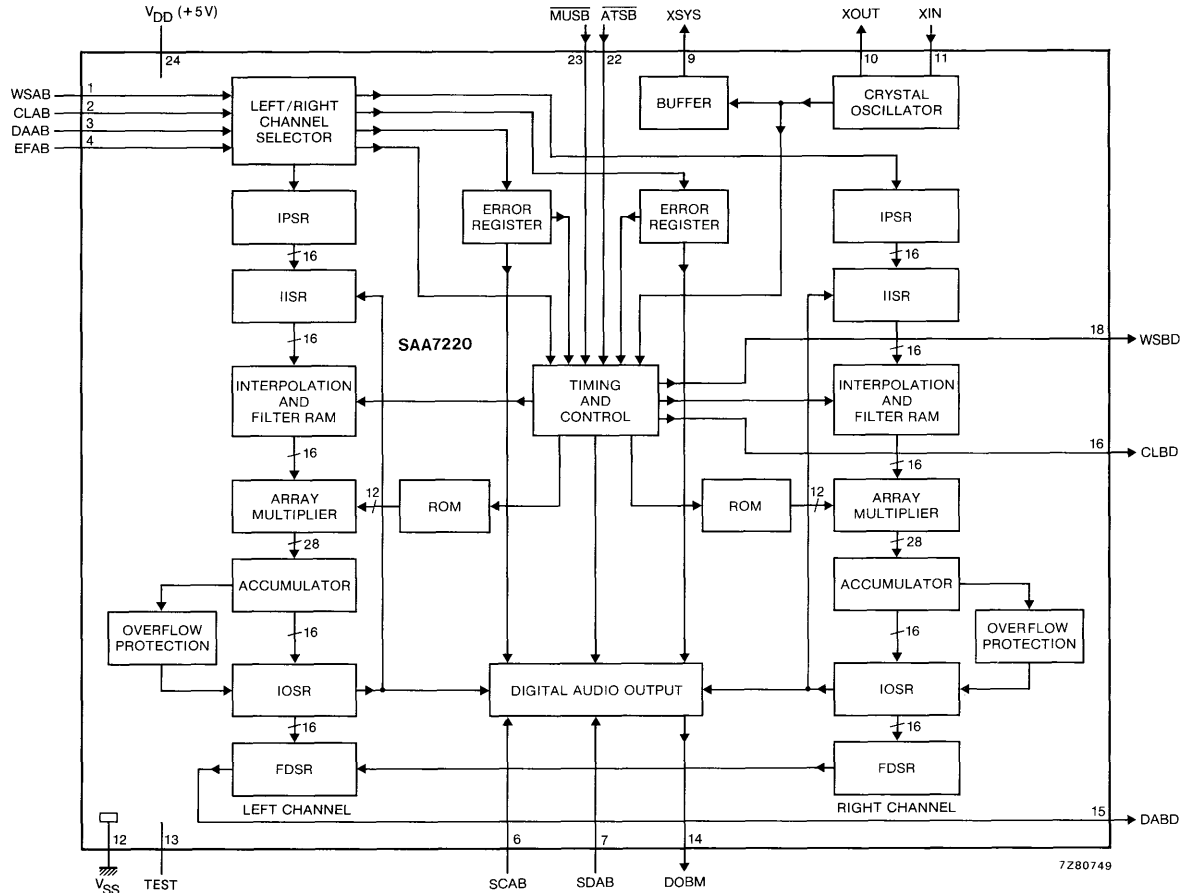 VDD (+5V)
MUSB
ATSB
XSYS
XOUT
XIN
24
23
22
9
10
11
WSAB
1
CLAB
2
DAAB
3
EFAB
4
LEFT/RIGHT
CHANNEL
SELECTOR
BUFFER
CRYSTAL
OSCILLATOR
IPSR
ERROR
REGISTER
ERROR
REGISTER
IPSR
16
16
IISR
IISR
SAA7220
16
16
18
WSBD
INTERPOLATION
AND
FILTER RAM
TIMING
AND
CONTROL
INTERPOLATION
AND
FILTER RAM
16
16
16
CLBD
ARRAY
MULTIPLIER
12
ROM
ROM
12
ARRAY
MULTIPLIER
28
28
ACCUMULATOR
ACCUMULATOR
OVERFLOW
PROTECTION
16
16
OVERFLOW
PROTECTION
IOSR
DIGITAL AUDIO OUTPUT
IOSR
16
16
FDSR
FDSR
LEFT CHANNEL
RIGHT CHANNEL
15
DABD
12
13
6
7
14
7Z80749
VSS
TEST
SCAB
SDAB
DOBM